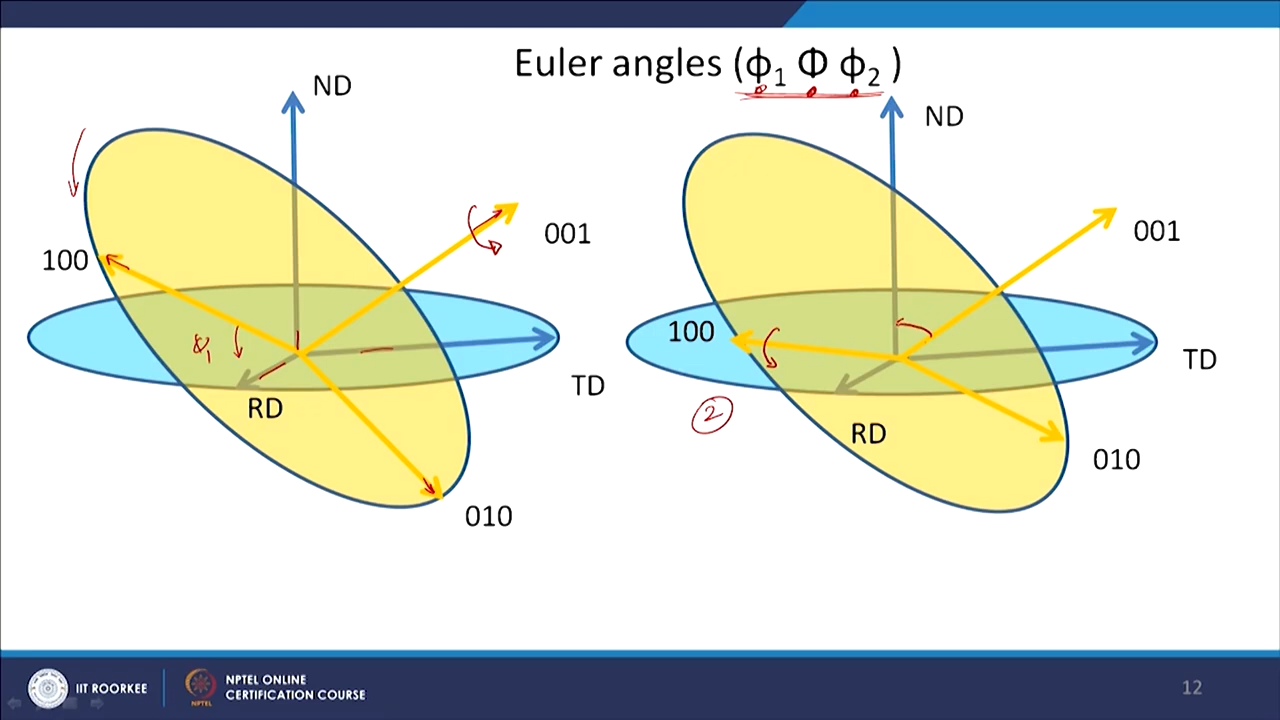 Euler angles (ϕ₁ Φ ϕ₂ )
ND
001
100
ϕ₁
RD
TD
010
ND
001
100
2
RD
TD
010
IIT ROORKEE
NPTEL ONLINE
CERTIFICATION COURSE
12